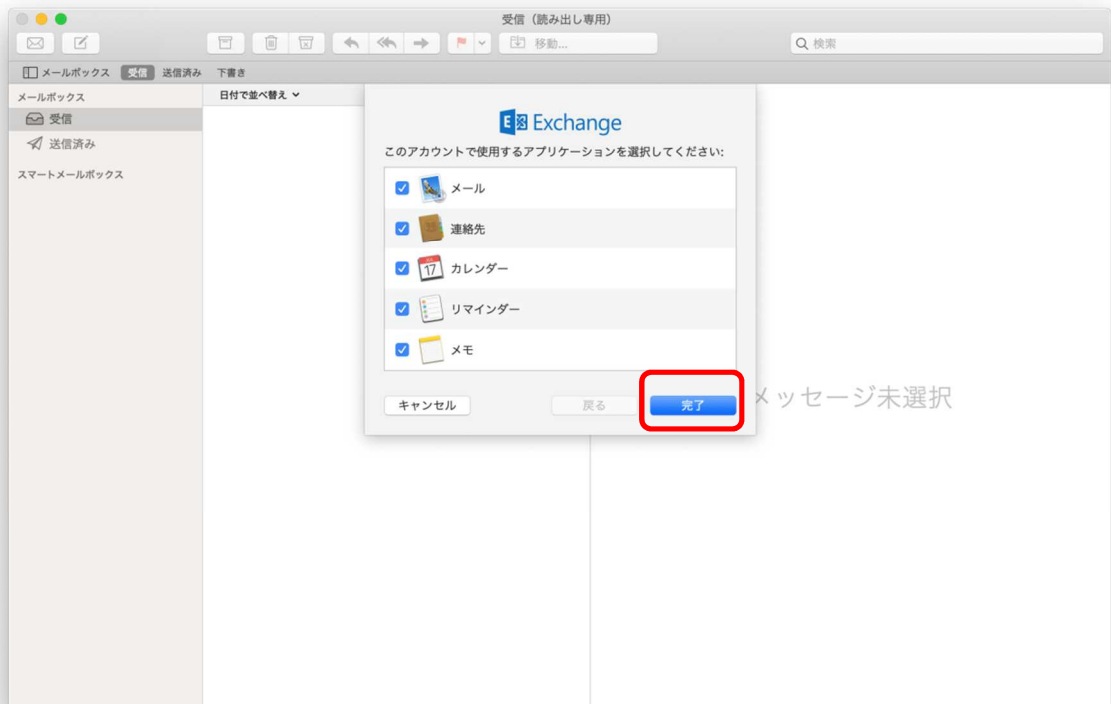 受信（読み出し専用）
移動...
検索
メールボックス 受信 送信済み 下書き
メールボックス
受信
送信済み
スマートメールボックス
日付で並べ替え
Exchange
このアカウントで使用するアプリケーションを選択してください:
メール
連絡先
17
カレンダー
リマインダー
メモ
キャンセル 戻る 完了
メッセージ未選択